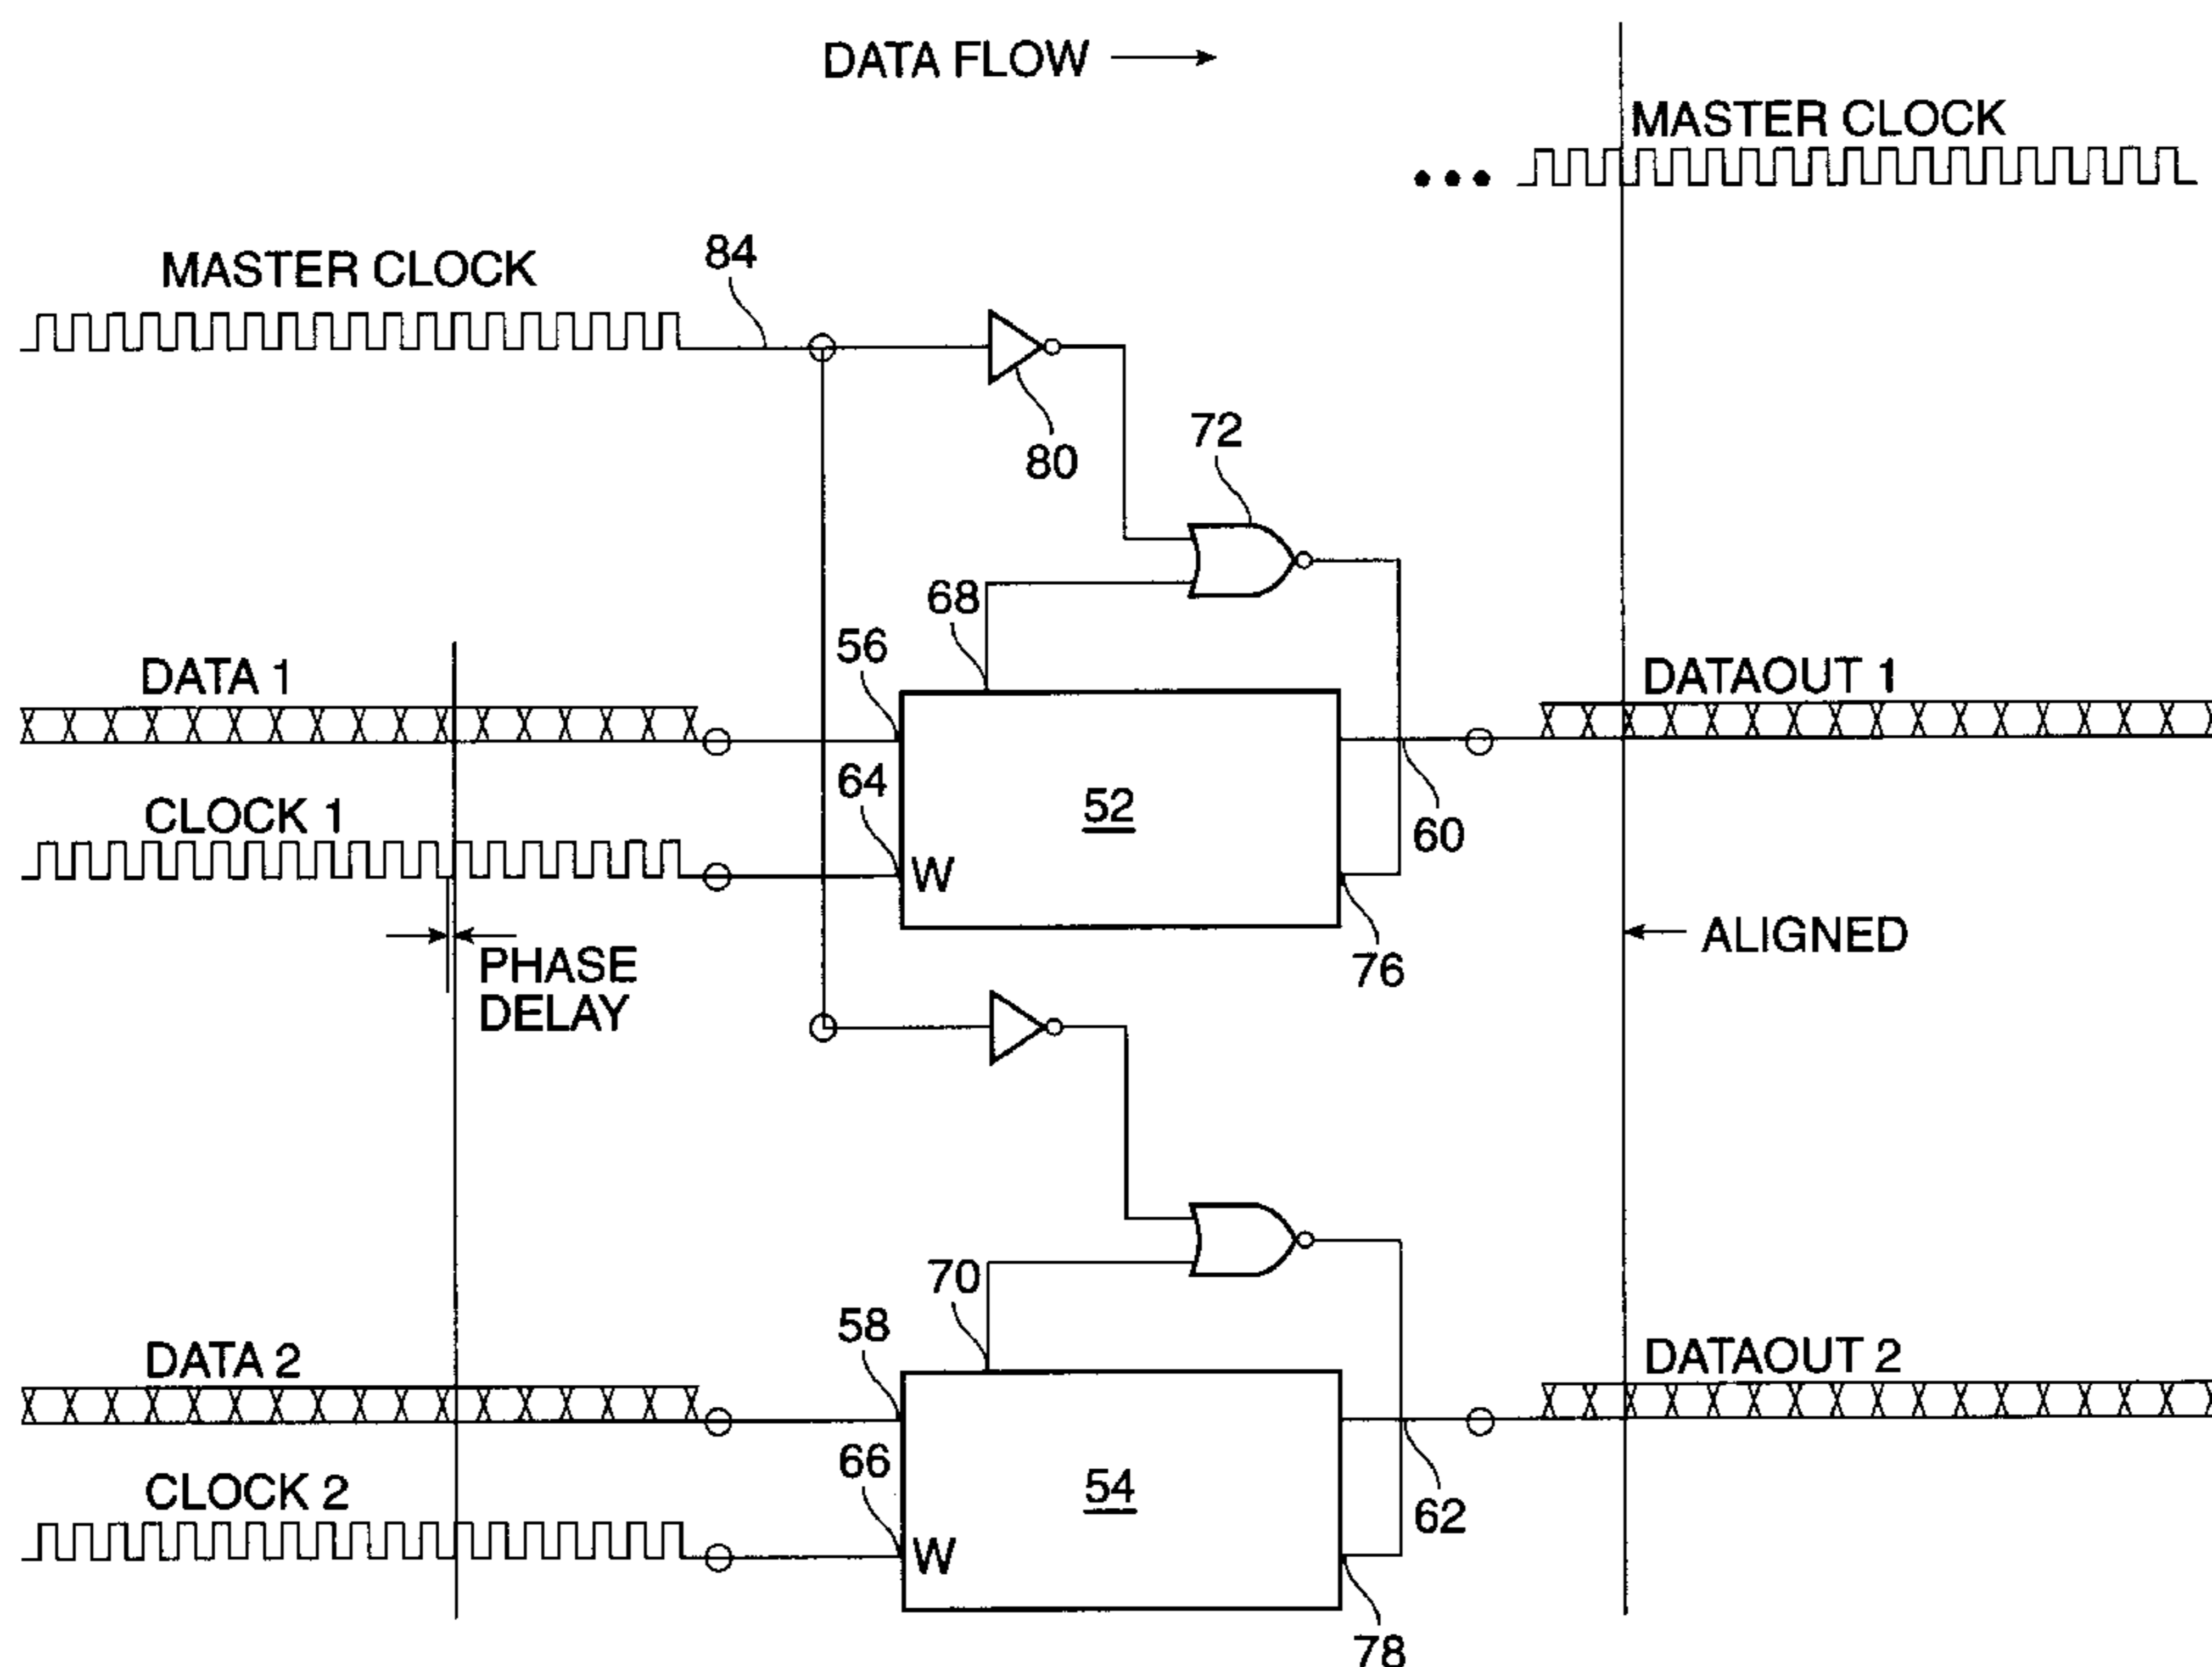 DATA FLOW
MASTER CLOCK
MASTER CLOCK
84
80
72
68
56
DATA 1
DATAOUT 1
64
CLOCK 1
52
60
W
ALIGNED
76
PHASE
DELAY
70
58
DATA 2
DATAOUT 2
66
CLOCK 2
54
62
W
78